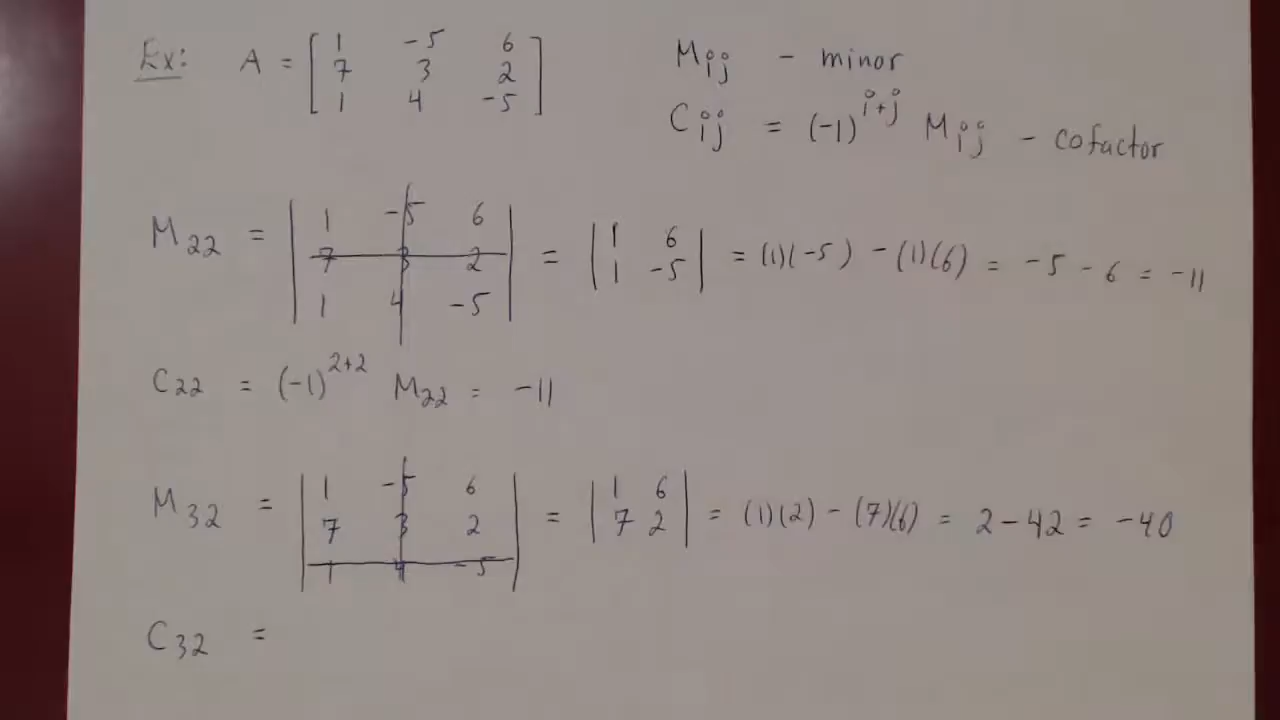 Ex: A = [ 1 -5 6 Mij - minor
7 3 2
1 4 -5 ] Cij = (-1)^i+j Mij - cofactor
M22 = | 1 -5 6
7 3 2 | = | 1 6
1 -5 | = (1)(-5) - (1)(6) = -5 - 6 = -11
1 4 -5
C22 = (-1)^2+2 M22 = -11
M32 = | 1 -5 6
7 3 2 | = | 1 6
7 2 | = (1)(2) - (7)(6) = 2 - 42 = -40
1 4 -5
C32 =